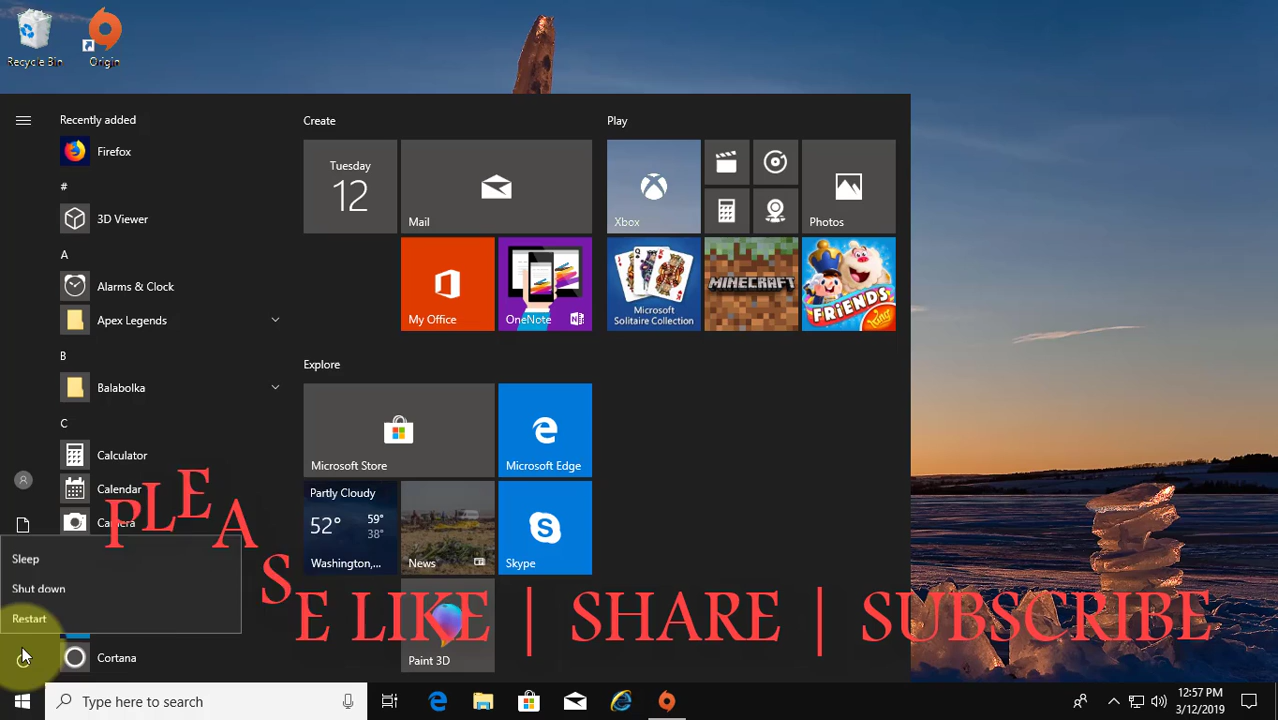 Recycle Bin
Origin
Recently added
Firefox
#
3D Viewer
A
Alarms & Clock
Apex Legends
B
Balabolka
C
Calculator
Calendar
Camera
Sleep
Shut down
Restart
Cortana
Create
Tuesday
12
Mail
My Office
OneNote
Play
Xbox
Photos
Microsoft
Solitaire Collection
MINECRAFT
FRIENDS
King
Explore
Microsoft Store
Microsoft Edge
Partly Cloudy
52° 59°
38°
Washington,...
News
Skype
Paint 3D
PLEASE LIKE | SHARE | SUBSCRIBE
Type here to search
12:57 PM
3/12/2019